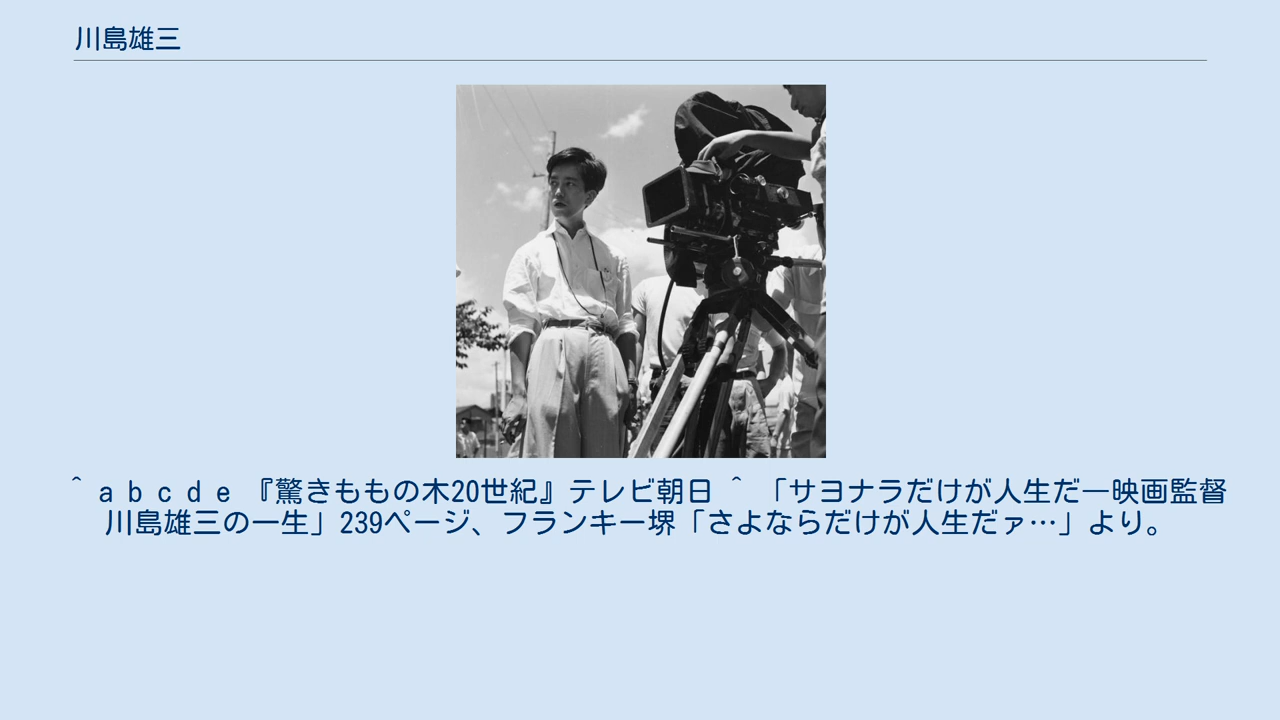 川島雄三
^ a b c d e 『驚きももの木20世紀』テレビ朝日 ^ 「サヨナラだけが人生だ―映画監督
川島雄三の一生」239ページ、フランキー堺「さよならだけが人生だァ…」より。